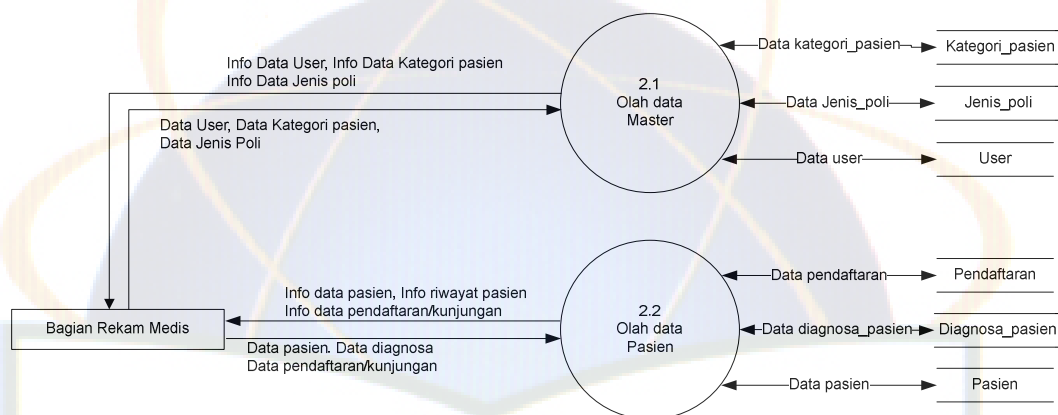 Info Data User, Info Data Kategori pasien
Info Data Jenis poli
Data User, Data Kategori pasien,
Data Jenis Poli
2.1
Olah data
Master
Data kategori_pasien
Kategori_pasien
Data Jenis_poli
Jenis_poli
Data user
User
Bagian Rekam Medis
Info data pasien, Info riwayat pasien
Info data pendaftaran/kunjungan
Data pasien. Data diagnosa
Data pendaftaran/kunjungan
2.2
Olah data
Pasien
Data pendaftaran
Pendaftaran
Data diagnosa_pasien
Diagnosa_pasien
Data pasien
Pasien